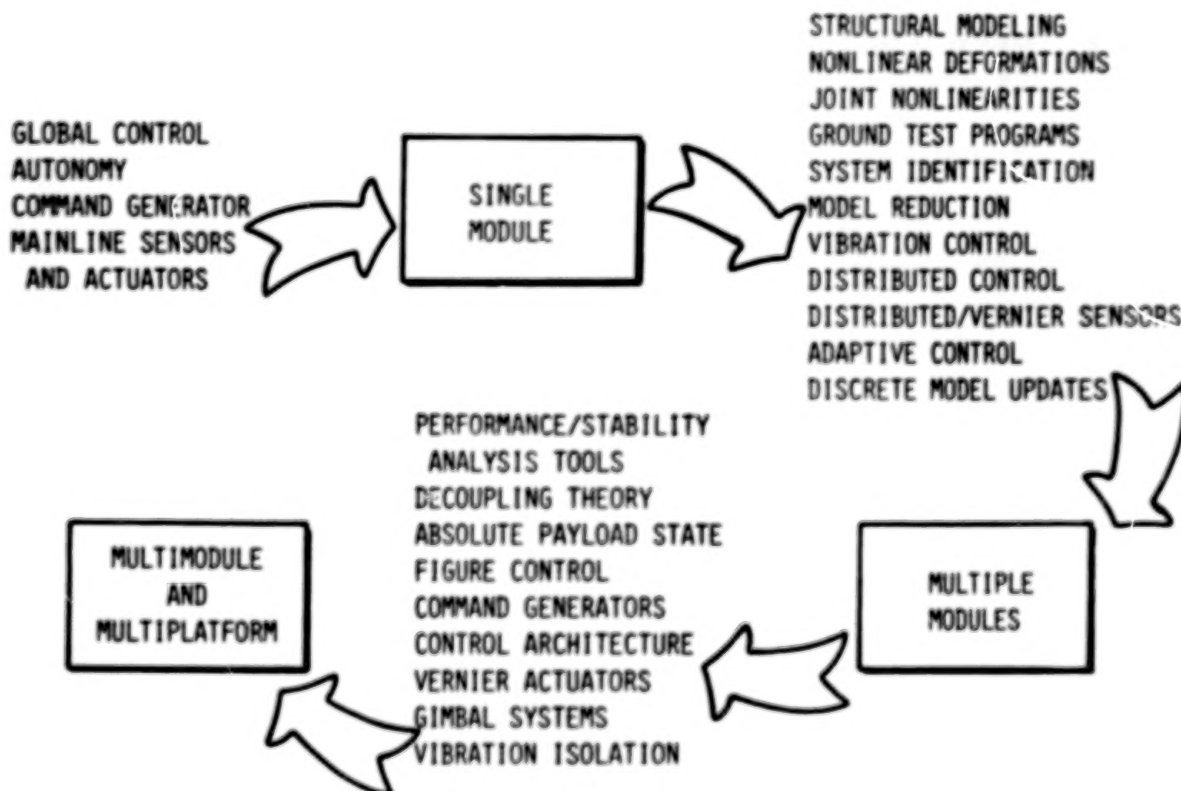 GLOBAL CONTROL
AUTONOMY
COMMAND GENERATOR
MAINLINE SENSORS
AND ACTUATORS
SINGLE
MODULE
STRUCTURAL MODELING
NONLINEAR DEFORMATIONS
JOINT NONLINEARITIES
GROUND TEST PROGRAMS
SYSTEM IDENTIFICATION
MODEL REDUCTION
VIBRATION CONTROL
DISTRIBUTED CONTROL
DISTRIBUTED/VERNIER SENSORS
ADAPTIVE CONTROL
DISCRETE MODEL UPDATES
MULTIPLE
MODULES
PERFORMANCE/STABILITY
ANALYSIS TOOLS
DECOUPLING THEORY
ABSOLUTE PAYLOAD STATE
FIGURE CONTROL
COMMAND GENERATORS
CONTROL ARCHITECTURE
VERNIER ACTUATORS
GIMBAL SYSTEMS
VIBRATION ISOLATION
MULTIMODULE
AND
MULTIPLATFORM